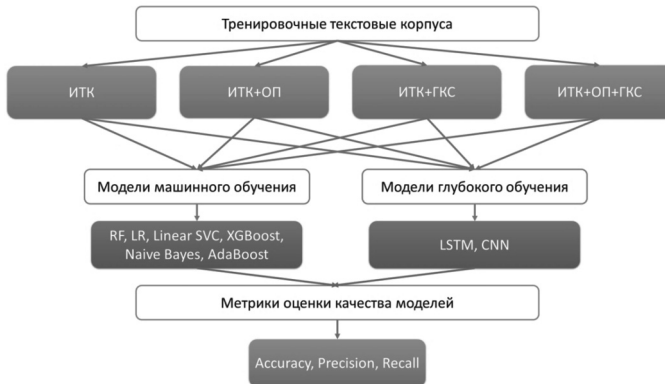 Тренировочные текстовые корпуса
ИТК
ИТК+ОП
ИТК+ГКС
ИТК+ОП+ГКС
Модели машинного обучения
Модели глубокого обучения
RF, LR, Linear SVC, XGBoost,
Naive Bayes, AdaBoost
LSTM, CNN
Метрики оценки качества моделей
Accuracy, Precision, Recall